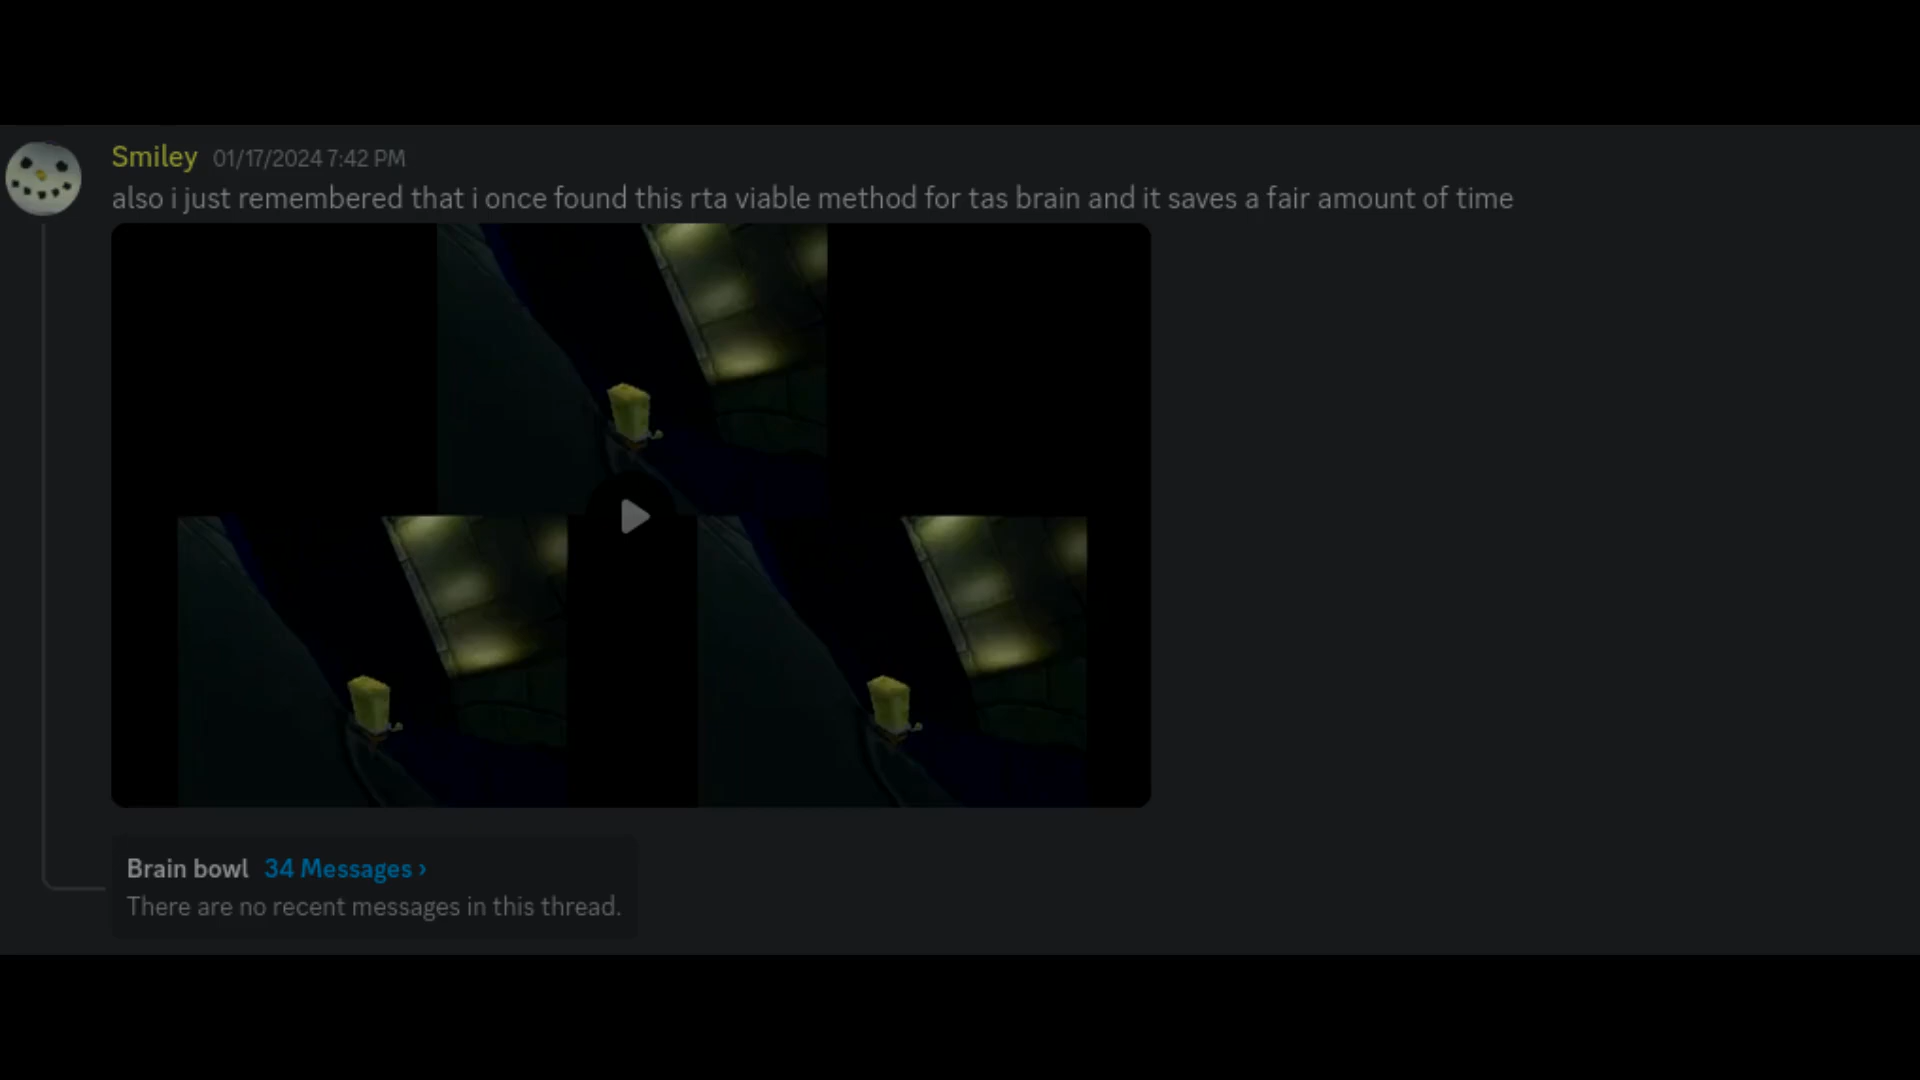 Smiley 01/17/2024 7:42 PM
also i just remembered that i once found this rta viable method for tas brain and it saves a fair amount of time
Brain bowl 34 Messages ›
There are no recent messages in this thread.